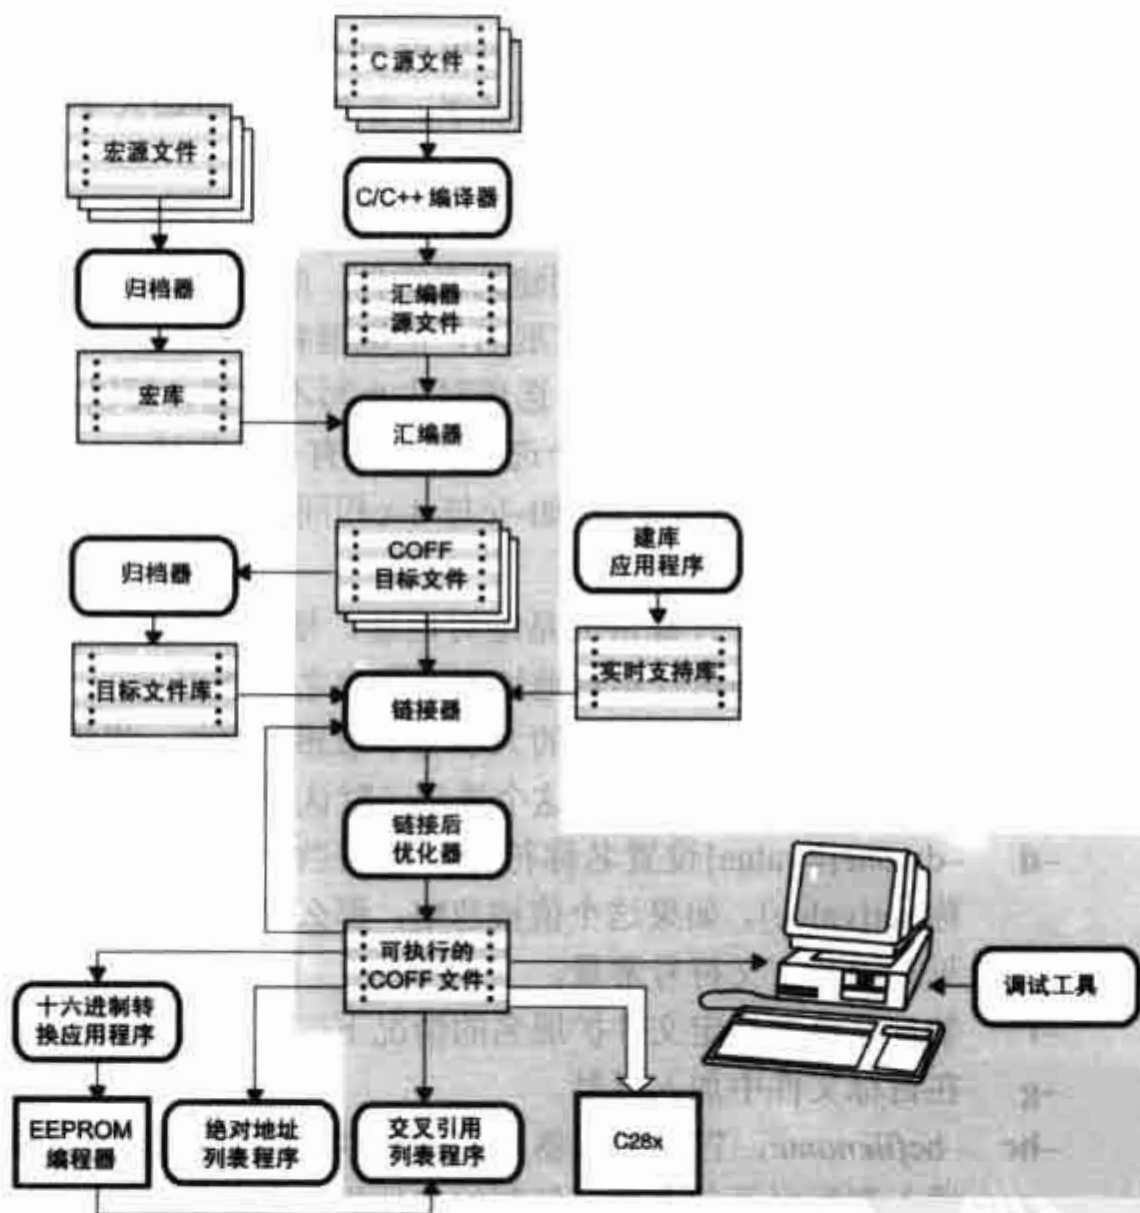 C 源文件
宏源文件
C/C++ 编译器
归档器
汇编器
源文件
宏库
汇编器
COFF
目标文件
建库
应用程序
归档器
目标文件库
实时支持库
链接器
链接后
优化器
可执行的
COFF 文件
调试工具
十六进制转
换应用程序
EEPROM
编程器
绝对地址
列表程序
交叉引用
列表程序
C28x